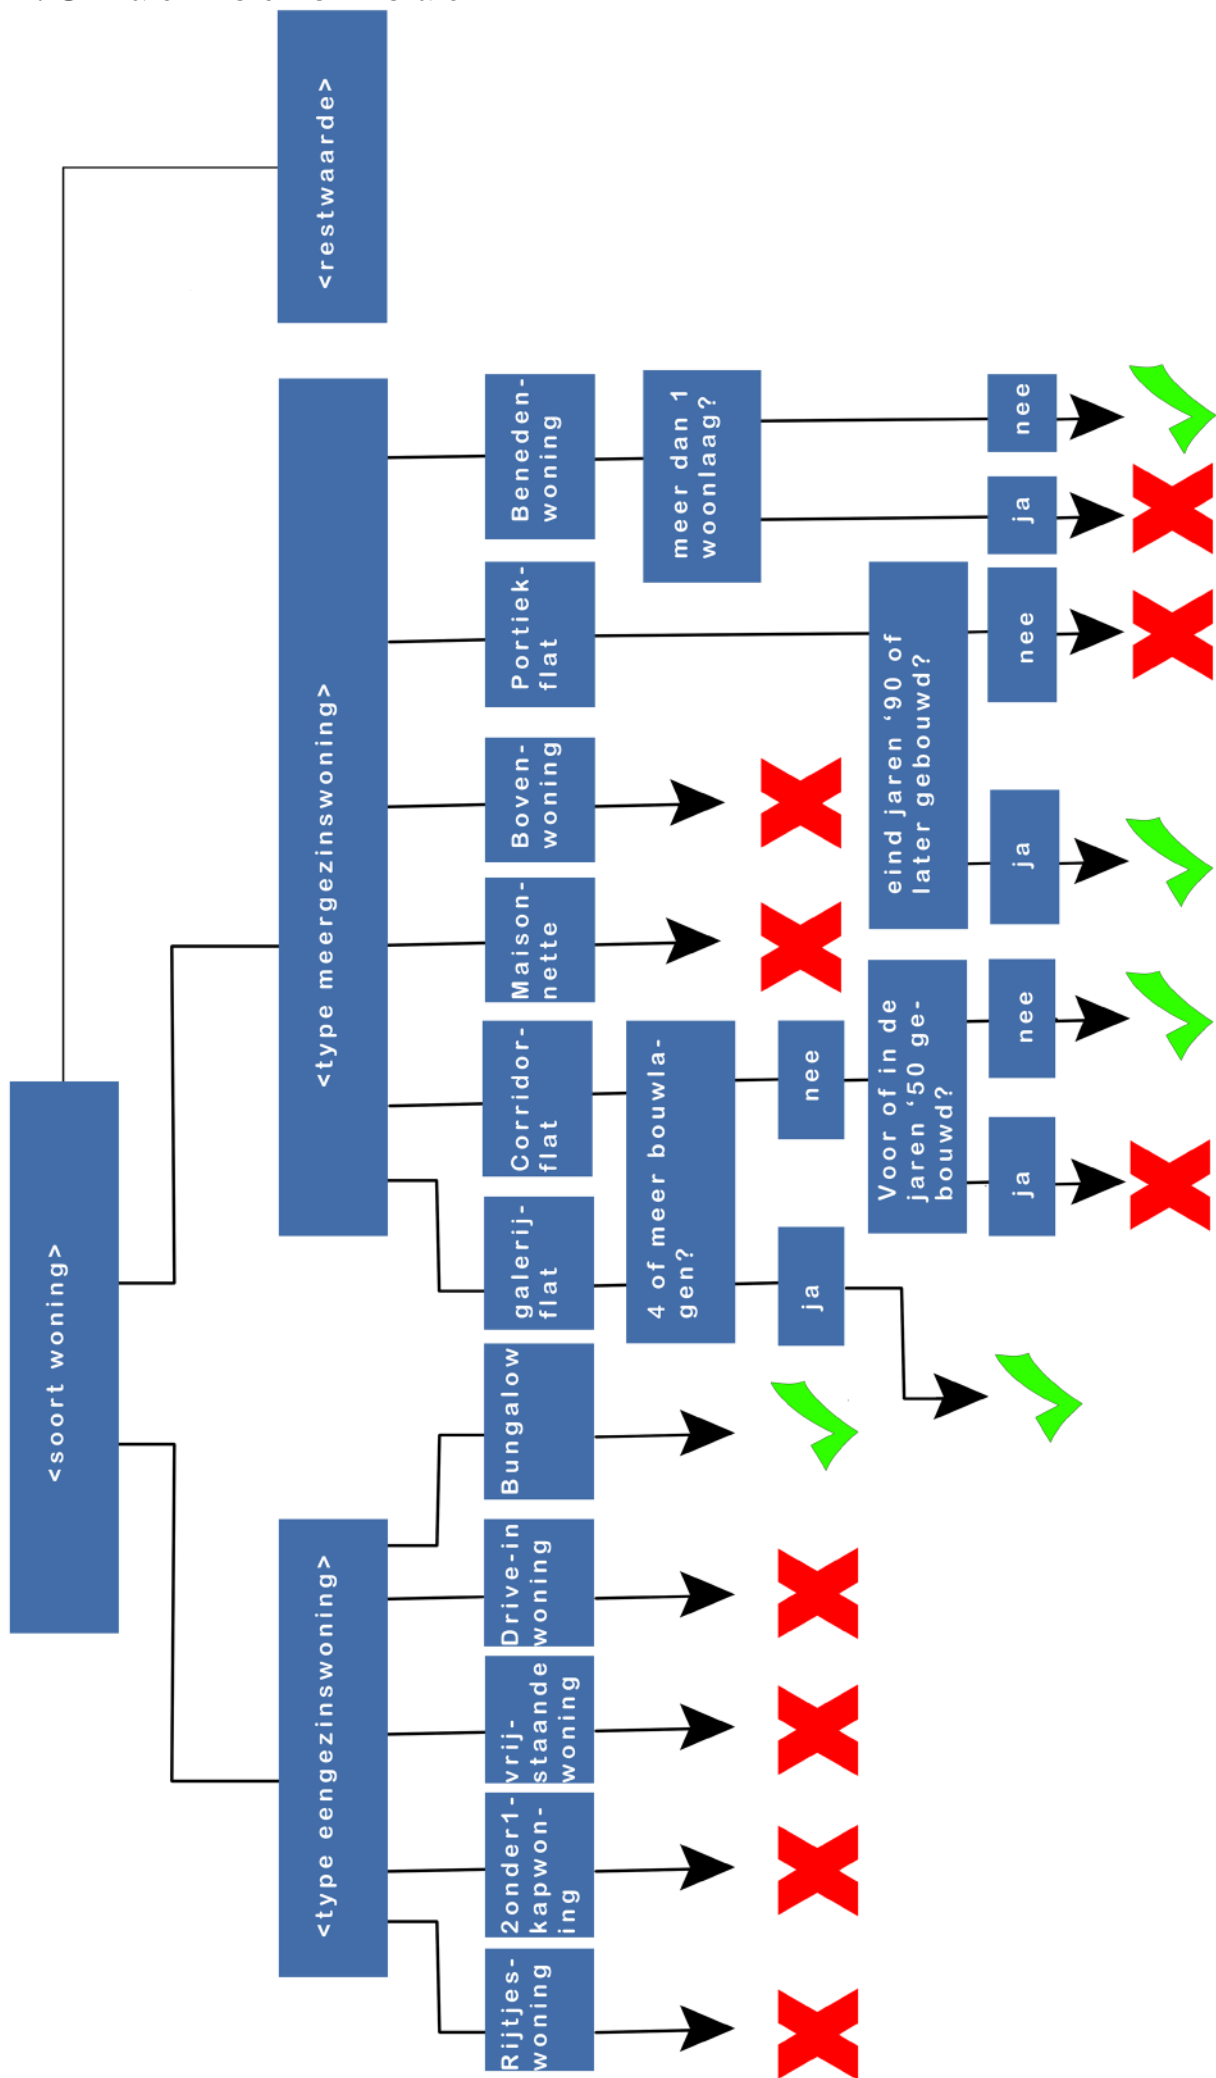 <soort woning>
<type eengezinswoning>
<type meergezinswoning>
<restwaarde>
Rijtjes-
woning
2onder1-
kapwon-
ing
vrij-
staande
woning
Drive-in
woning
Bungalow
galerij-
flat
Corridor-
flat
Maison-
nette
Boven-
woning
Portiek-
flat
Beneden-
woning
4 of meer bouwla-
gen?
meer dan 1
woonlaag?
ja
nee
Voor of in de
jaren ‘50 ge-
bouwd?
eind jaren ‘90 of
later gebouwd?
ja
nee
ja
nee
ja
nee